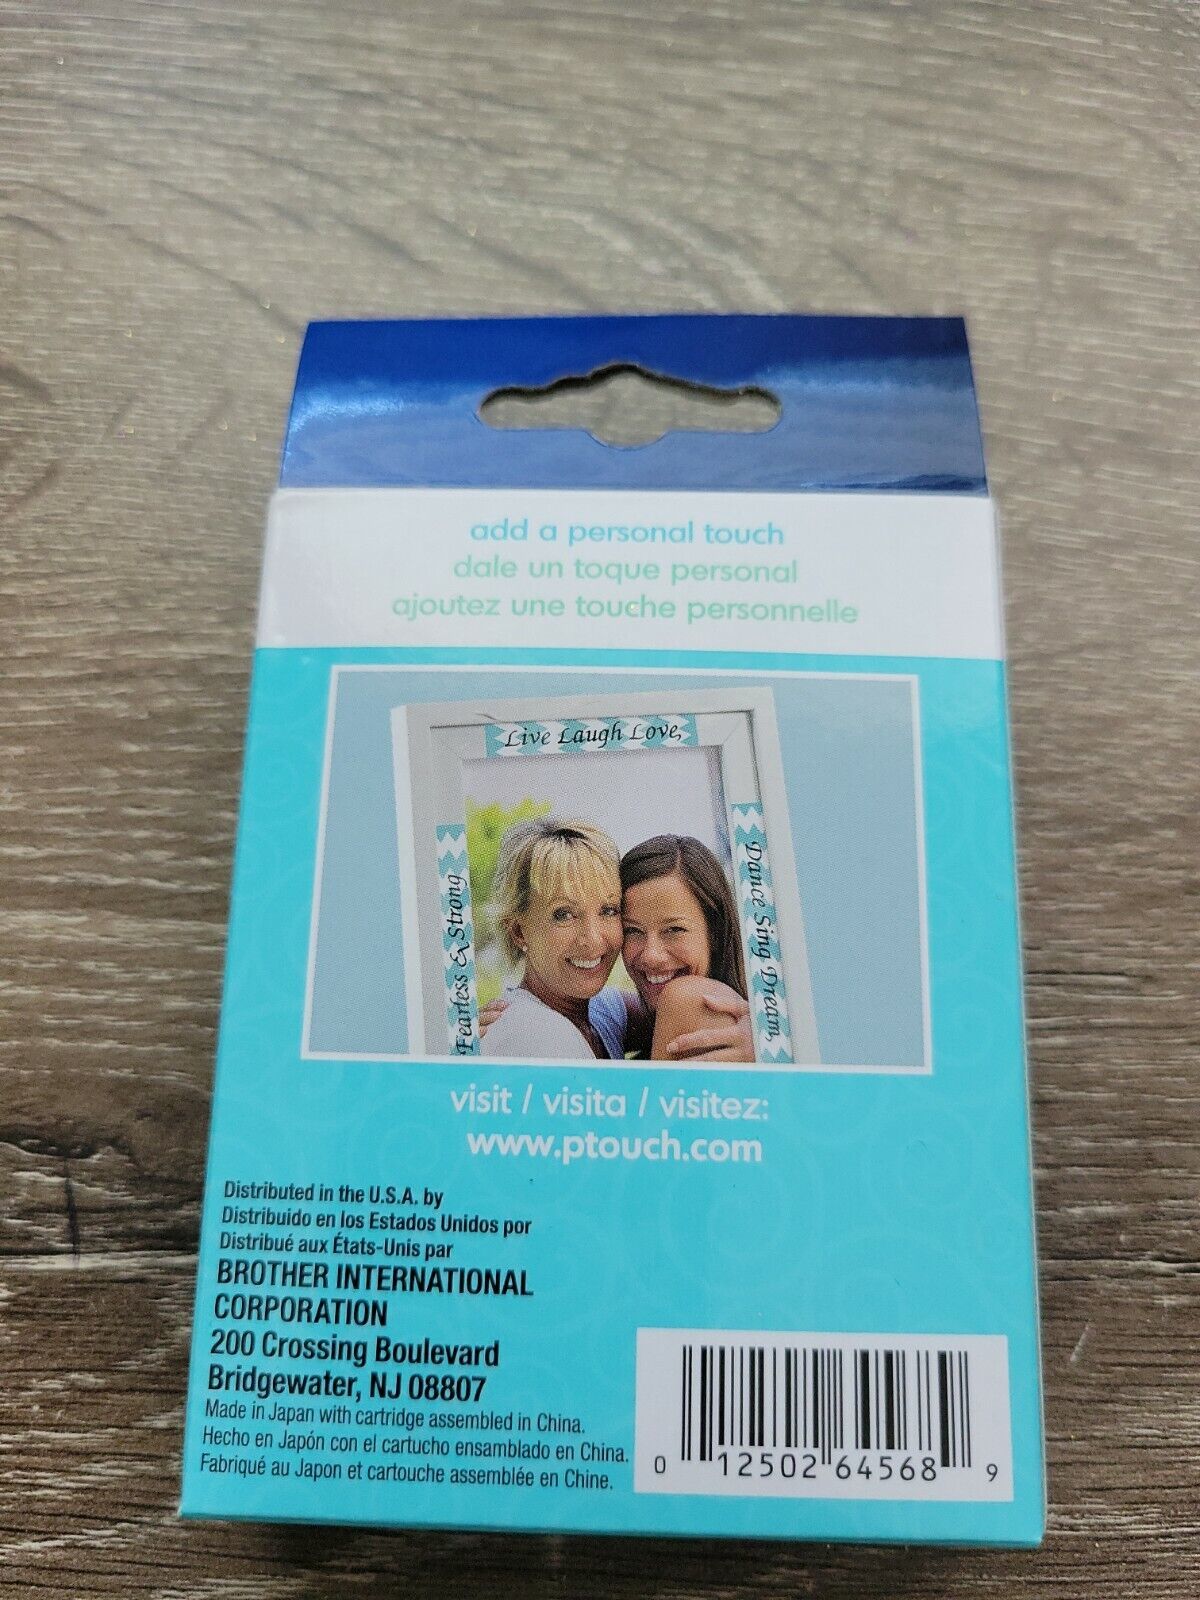 add a personal touch
dale un toque personal
ajoutez une touche personnelle
Live Laugh Love,
Fearless & Strong
Dance Sing Dream,
visit / visita / visitez:
www.ptouch.com
Distributed in the U.S.A. by
Distribuido en los Estados Unidos por
Distribué aux États-Unis par
BROTHER INTERNATIONAL
CORPORATION
200 Crossing Boulevard
Bridgewater, NJ 08807
Made in Japan with cartridge assembled in China.
Hecho en Japón con el cartucho ensamblado en China.
Fabriqué au Japon et cartouche assemblée en Chine.
0 12502 64568 9